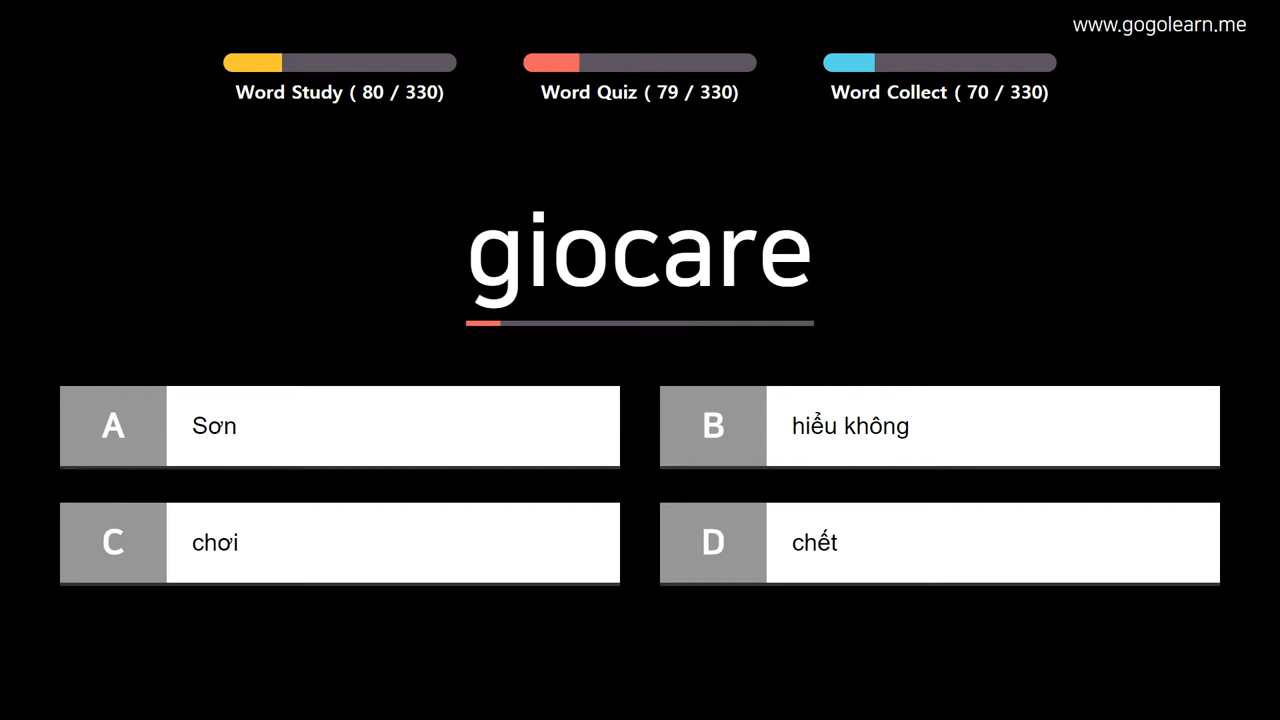 www.gogolearn.me
Word Study ( 80 / 330)
Word Quiz ( 79 / 330)
Word Collect ( 70 / 330)
giocare
A Sơn
B hiểu không
C chơi
D chết